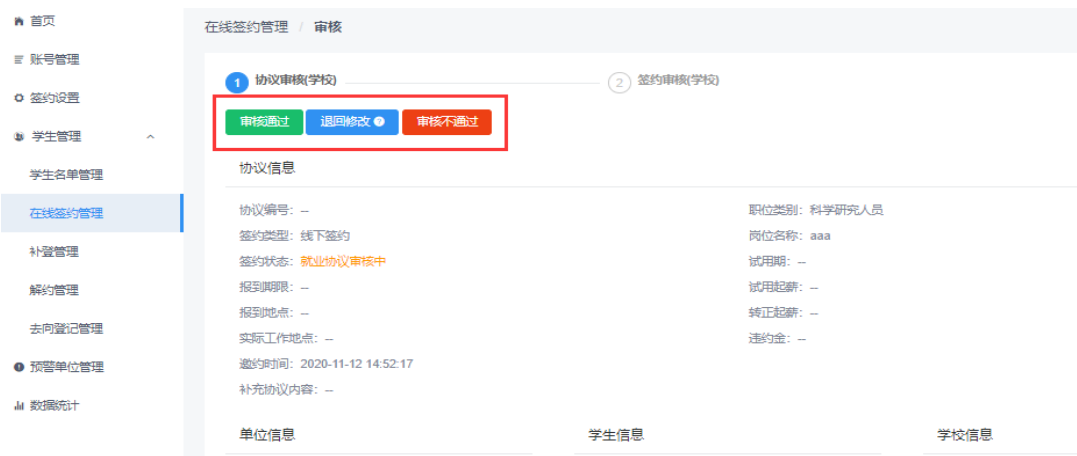 首页
账号管理
签约设置
学生管理
学生名单管理
在线签约管理
补登管理
解约管理
去向登记管理
预警单位管理
数据统计
在线签约管理 / 审核
1 协议审核(学校)
2 签约审核(学校)
审核通过 退回修改 审核不通过
协议信息
协议编号: --
签约类型: 线下签约
签约状态: 就业协议审核中
报到期限: --
报到地点: --
实际工作地点: --
邀约时间: 2020-11-12 14:52:17
补充协议内容: --
职位类别: 科学研究人员
岗位名称: aaa
试用期: --
试用起薪: --
转正起薪: --
违约金: --
单位信息
学生信息
学校信息